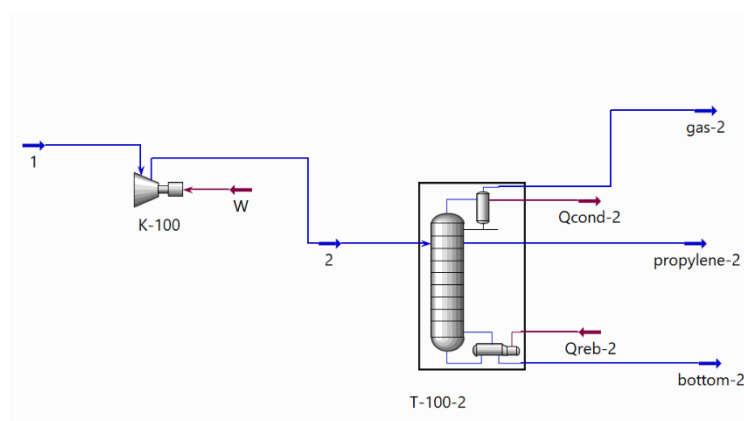 gas-2
1
W
Qcond-2
K-100
2
propylene-2
Qreb-2
bottom-2
T-100-2